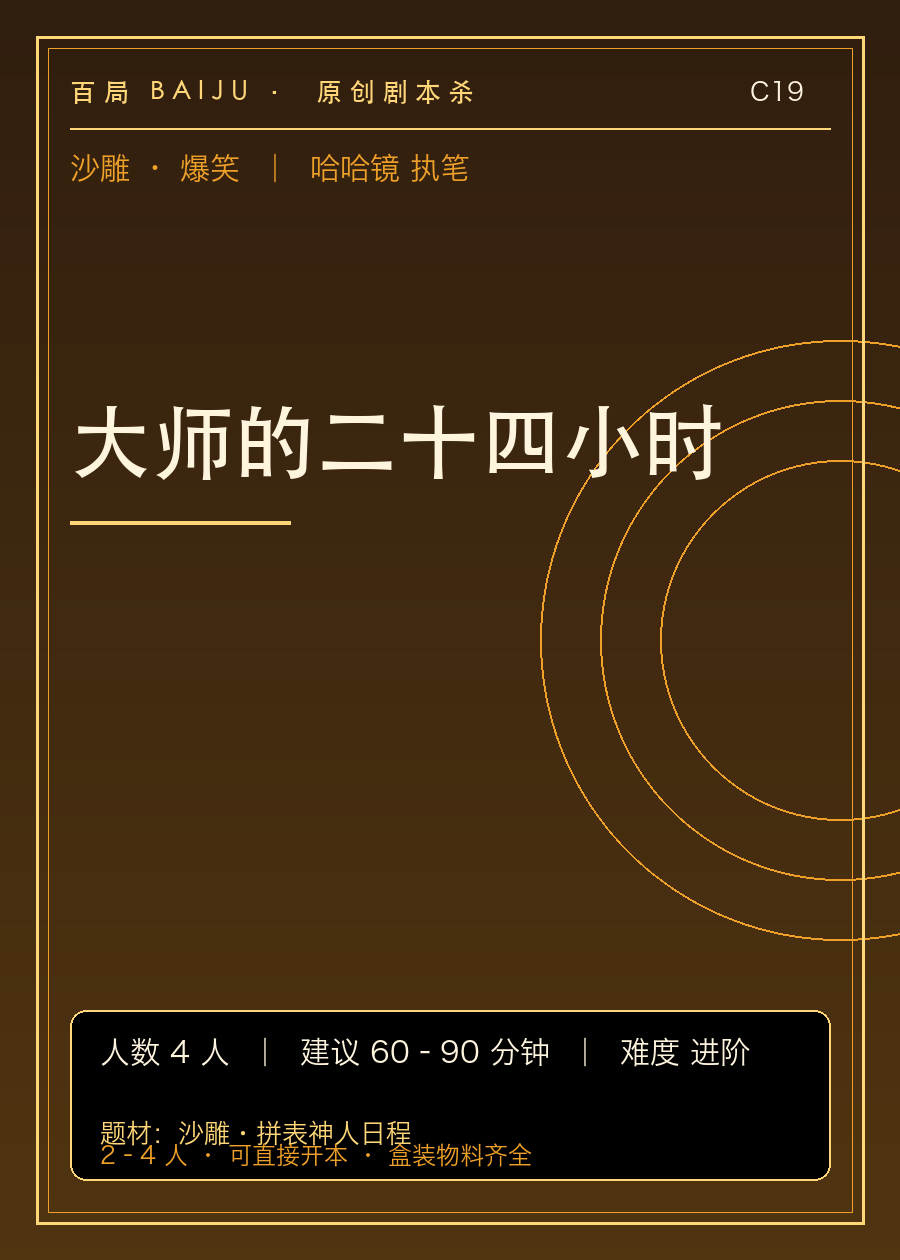 百局 BAIJU · 原创剧本杀 C19
沙雕 · 爆笑 ｜ 哈哈镜 执笔
大师的二十四小时
人数 4 人 ｜ 建议 60 - 90 分钟 ｜ 难度 进阶
题材：沙雕·拼表神人日程
2 - 4 人 · 可直接开本 · 盒装物料齐全